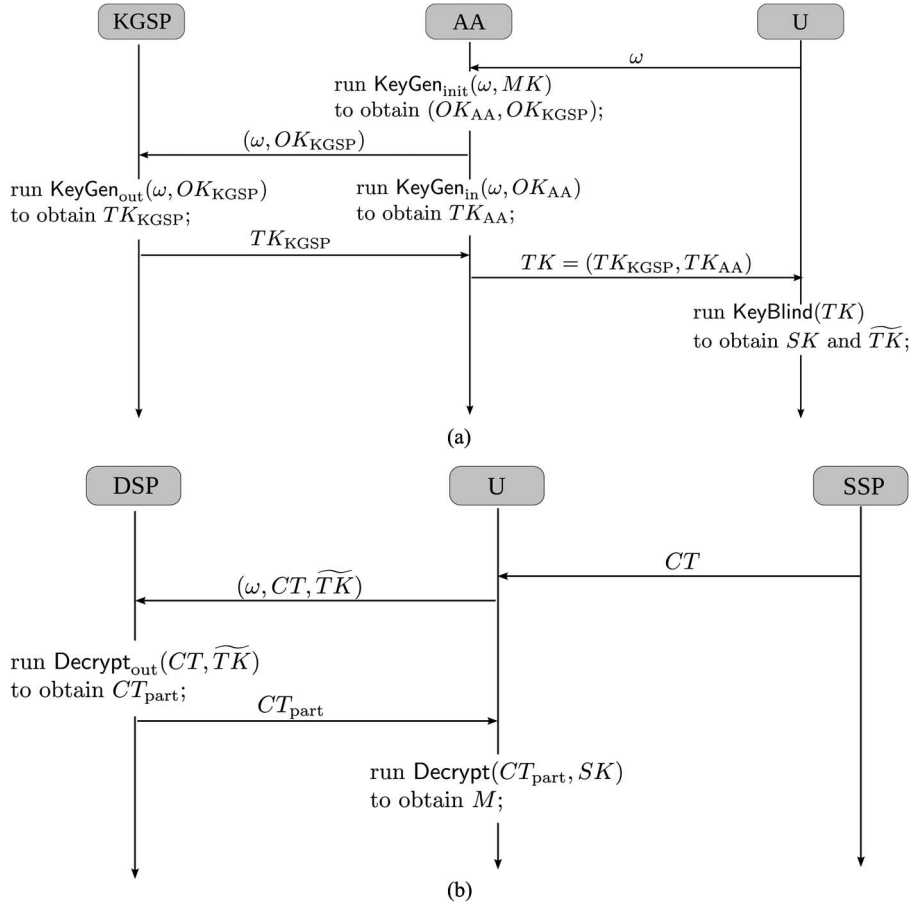 KGSP AA U
ω
run KeyGen_init(ω, MK)
to obtain (OK_AA, OK_KGSP);
(ω, OK_KGSP)
run KeyGen_out(ω, OK_KGSP)
to obtain TK_KGSP;
run KeyGen_in(ω, OK_AA)
to obtain TK_AA;
TK_KGSP
TK = (TK_KGSP, TK_AA)
run KeyBlind(TK)
to obtain SK and T͠K;
(a)
DSP U SSP
CT
(ω, CT, T͠K)
run Decrypt_out(CT, T͠K)
to obtain CT_part;
CT_part
run Decrypt(CT_part, SK)
to obtain M;
(b)